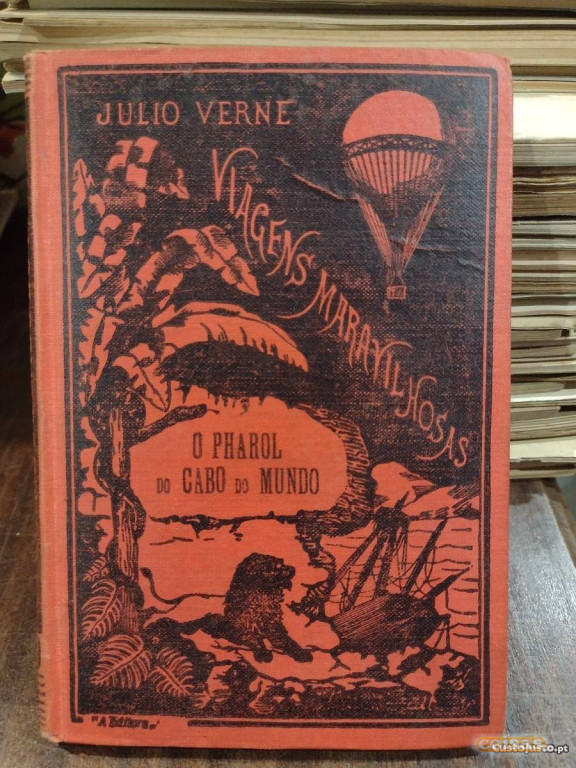 JULIO VERNE
VIAGENS MARAVILHOSAS
O PHAROL
DO CABO DO MUNDO
"A Editora"
CustoJusto.pt